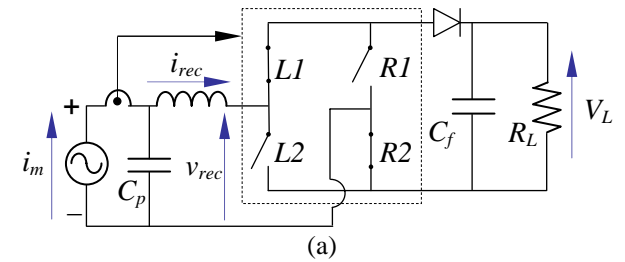 i_rec
L1
R1
+
i_m
C_p
v_rec
L2
R2
C_f
R_L
V_L
−
(a)